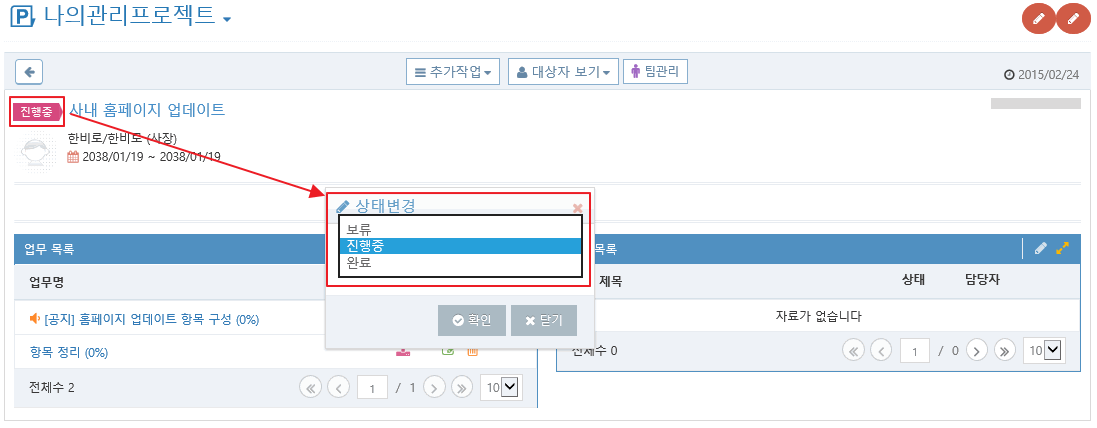 나의관리프로젝트
추가작업
대상자 보기
팀관리
2015/02/24
진행중
사내 홈페이지 업데이트
한비로/한비로 (사장)
2038/01/19 ~ 2038/01/19
상태변경
보류
진행중
완료
확인
닫기
업무 목록
업무명
[공지] 홈페이지 업데이트 항목 구성 (0%)
항목 정리 (0%)
전체수 2
1 / 1
10
목록
제목 상태 담당자
자료가 없습니다
전체수 0
1 / 0
10